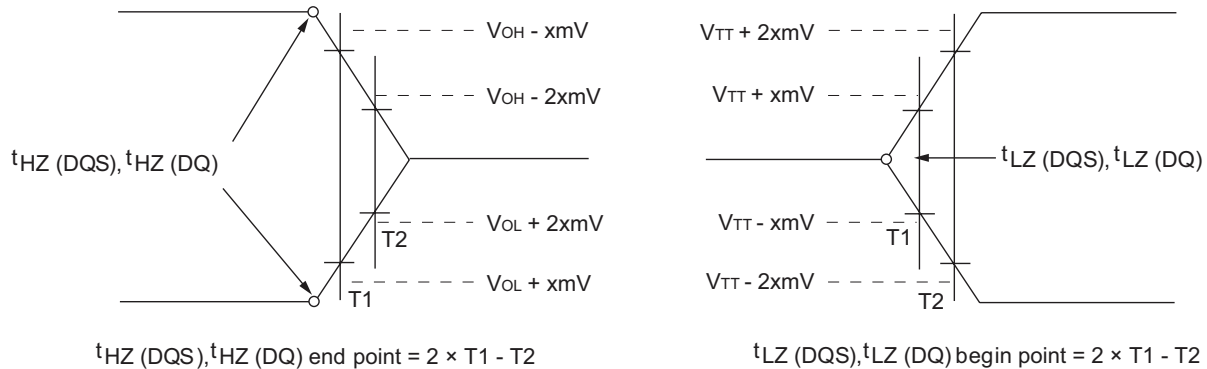 VOH - xmV
VOH - 2xmV
tHZ (DQS), tHZ (DQ)
VOL + 2xmV
T2
VOL + xmV
T1
tHZ (DQS), tHZ (DQ) end point = 2 × T1 - T2
VTT + 2xmV
VTT + xmV
tLZ (DQS), tLZ (DQ)
VTT - xmV
T1
VTT - 2xmV
T2
tLZ (DQS), tLZ (DQ) begin point = 2 × T1 - T2